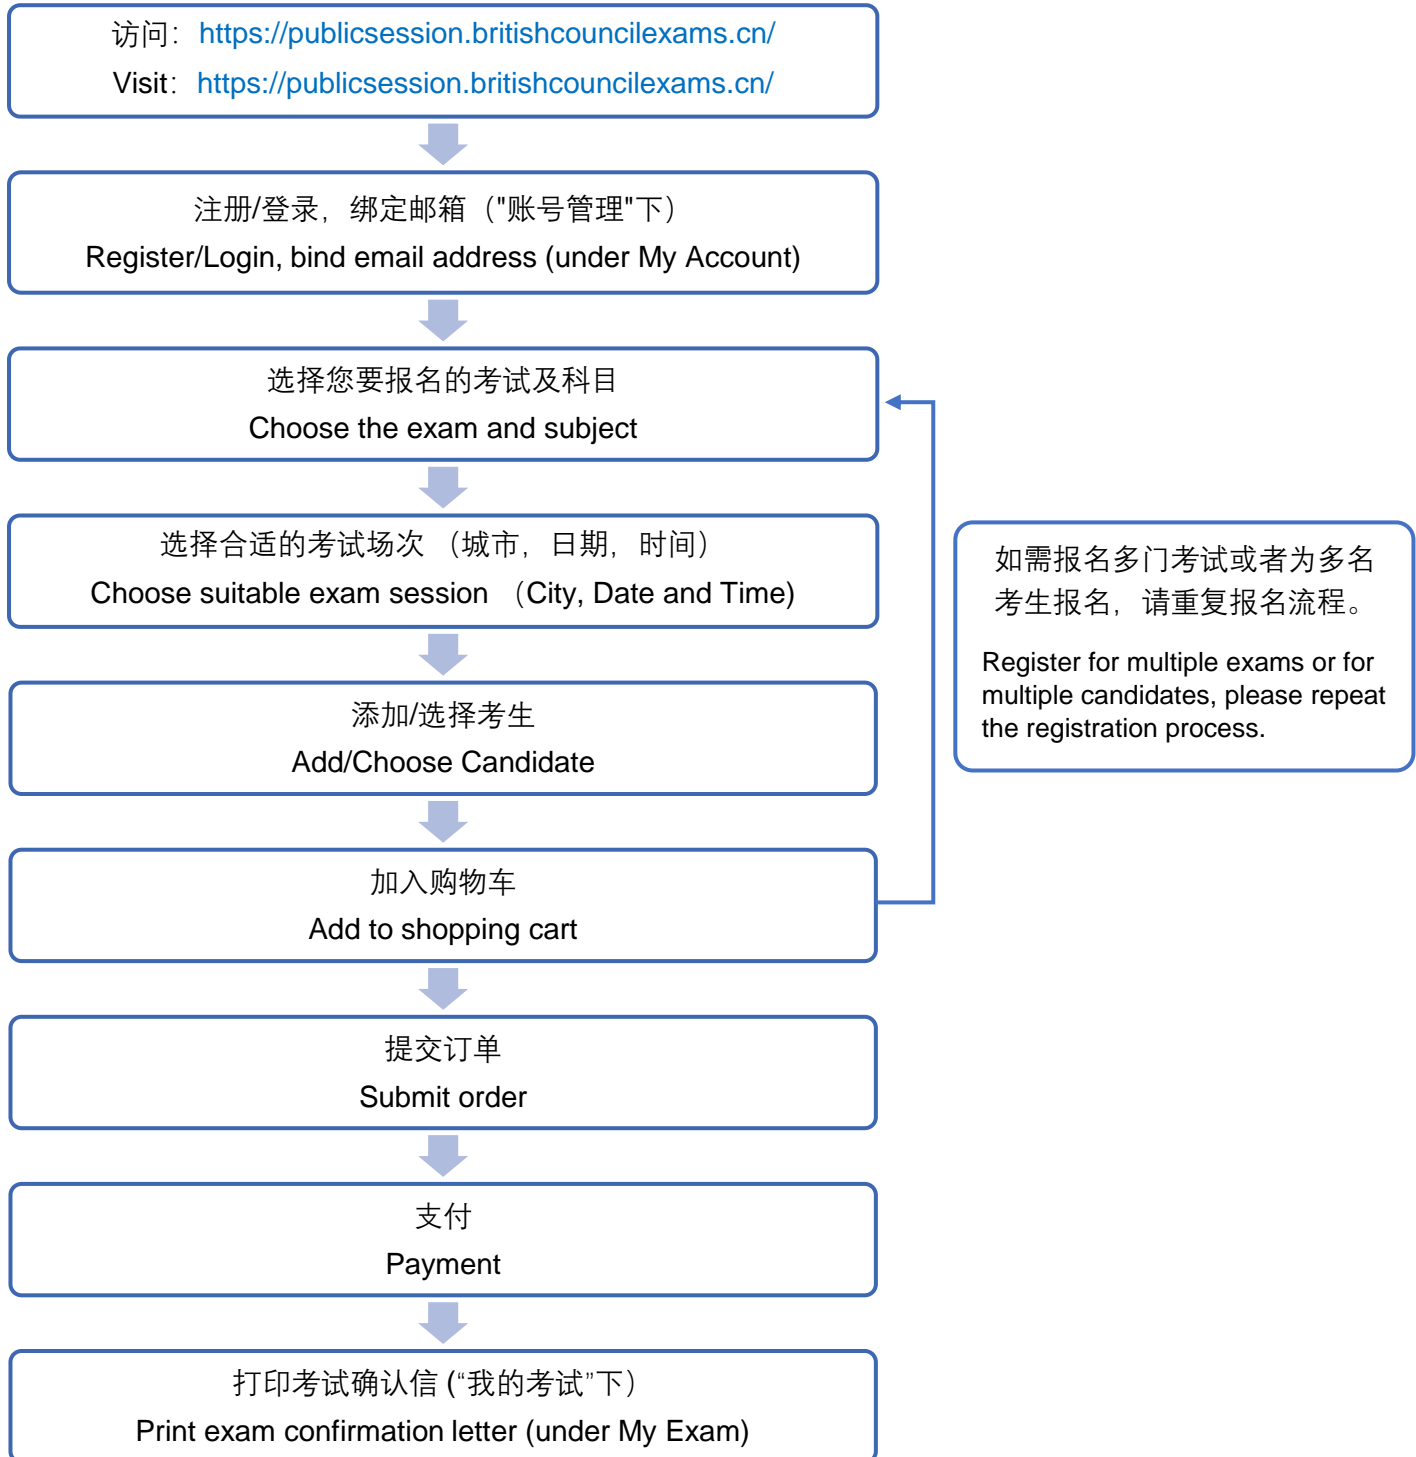 访问：https://publicsession.britishcouncilexams.cn/
Visit：https://publicsession.britishcouncilexams.cn/
注册/登录，绑定邮箱（"账号管理"下）
Register/Login, bind email address (under My Account)
选择您要报名的考试及科目
Choose the exam and subject
选择合适的考试场次 （城市，日期，时间）
Choose suitable exam session （City, Date and Time)
添加/选择考生
Add/Choose Candidate
加入购物车
Add to shopping cart
如需报名多门考试或者为多名
考生报名，请重复报名流程。
Register for multiple exams or for
multiple candidates, please repeat
the registration process.
提交订单
Submit order
支付
Payment
打印考试确认信 (“我的考试”下）
Print exam confirmation letter (under My Exam)